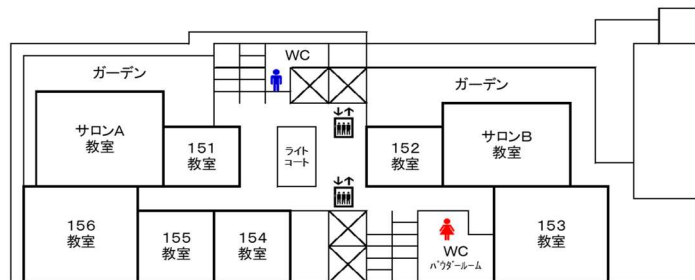 WC
ガーデン
ガーデン
サロンA
教室
151
教室
ライト
コート
152
教室
サロンB
教室
156
教室
155
教室
154
教室
WC
ﾊﾟｳﾀﾞｰﾙｰﾑ
153
教室